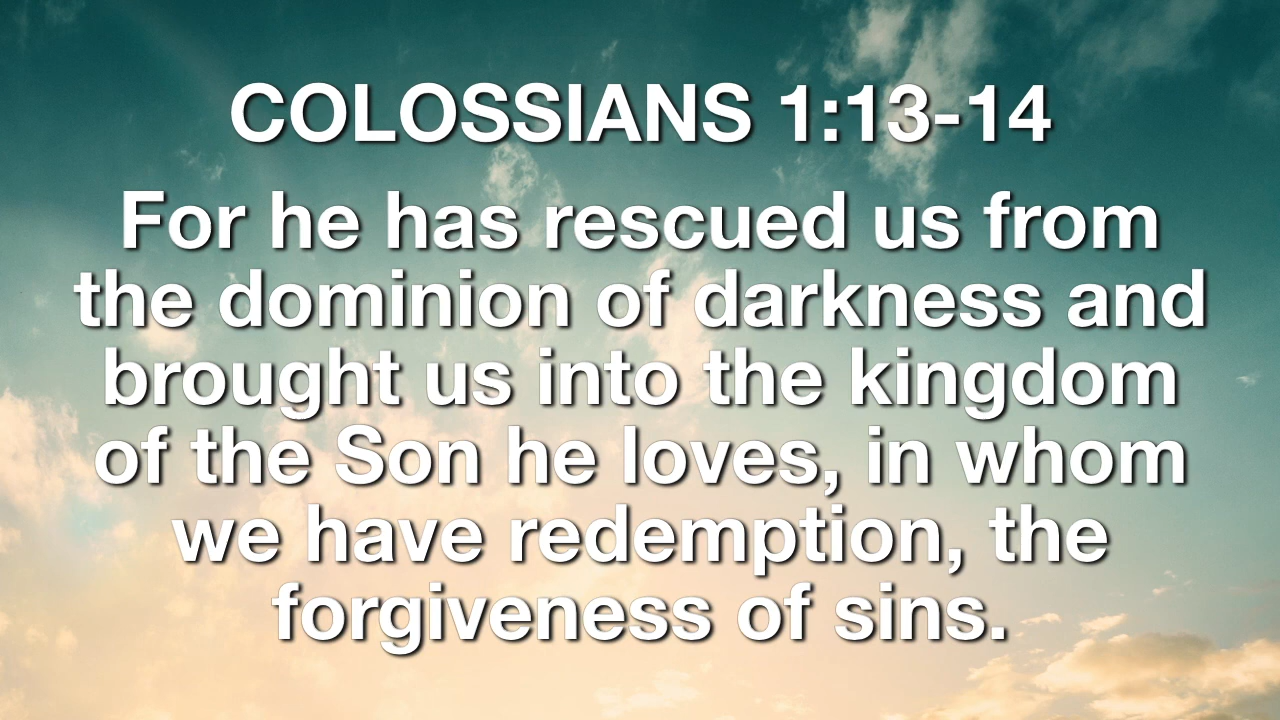 COLOSSIANS 1:13-14
For he has rescued us from
the dominion of darkness and
brought us into the kingdom
of the Son he loves, in whom
we have redemption, the
forgiveness of sins.